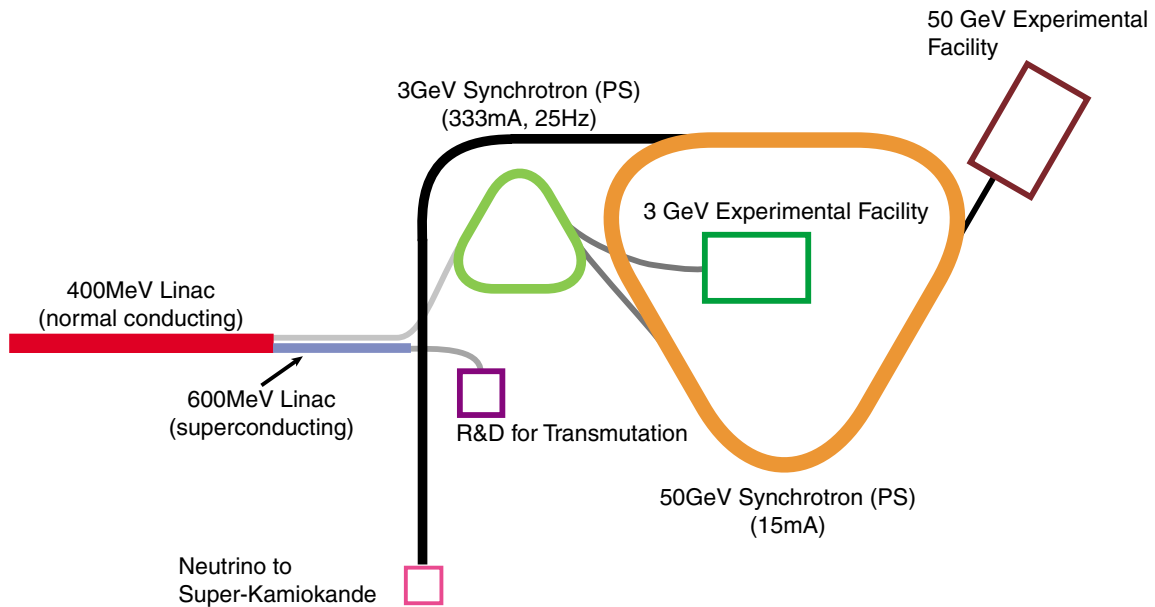 50 GeV Experimental
Facility
3GeV Synchrotron (PS)
(333mA, 25Hz)
3 GeV Experimental Facility
400MeV Linac
(normal conducting)
600MeV Linac
(superconducting)
R&D for Transmutation
50GeV Synchrotron (PS)
(15mA)
Neutrino to
Super-Kamiokande